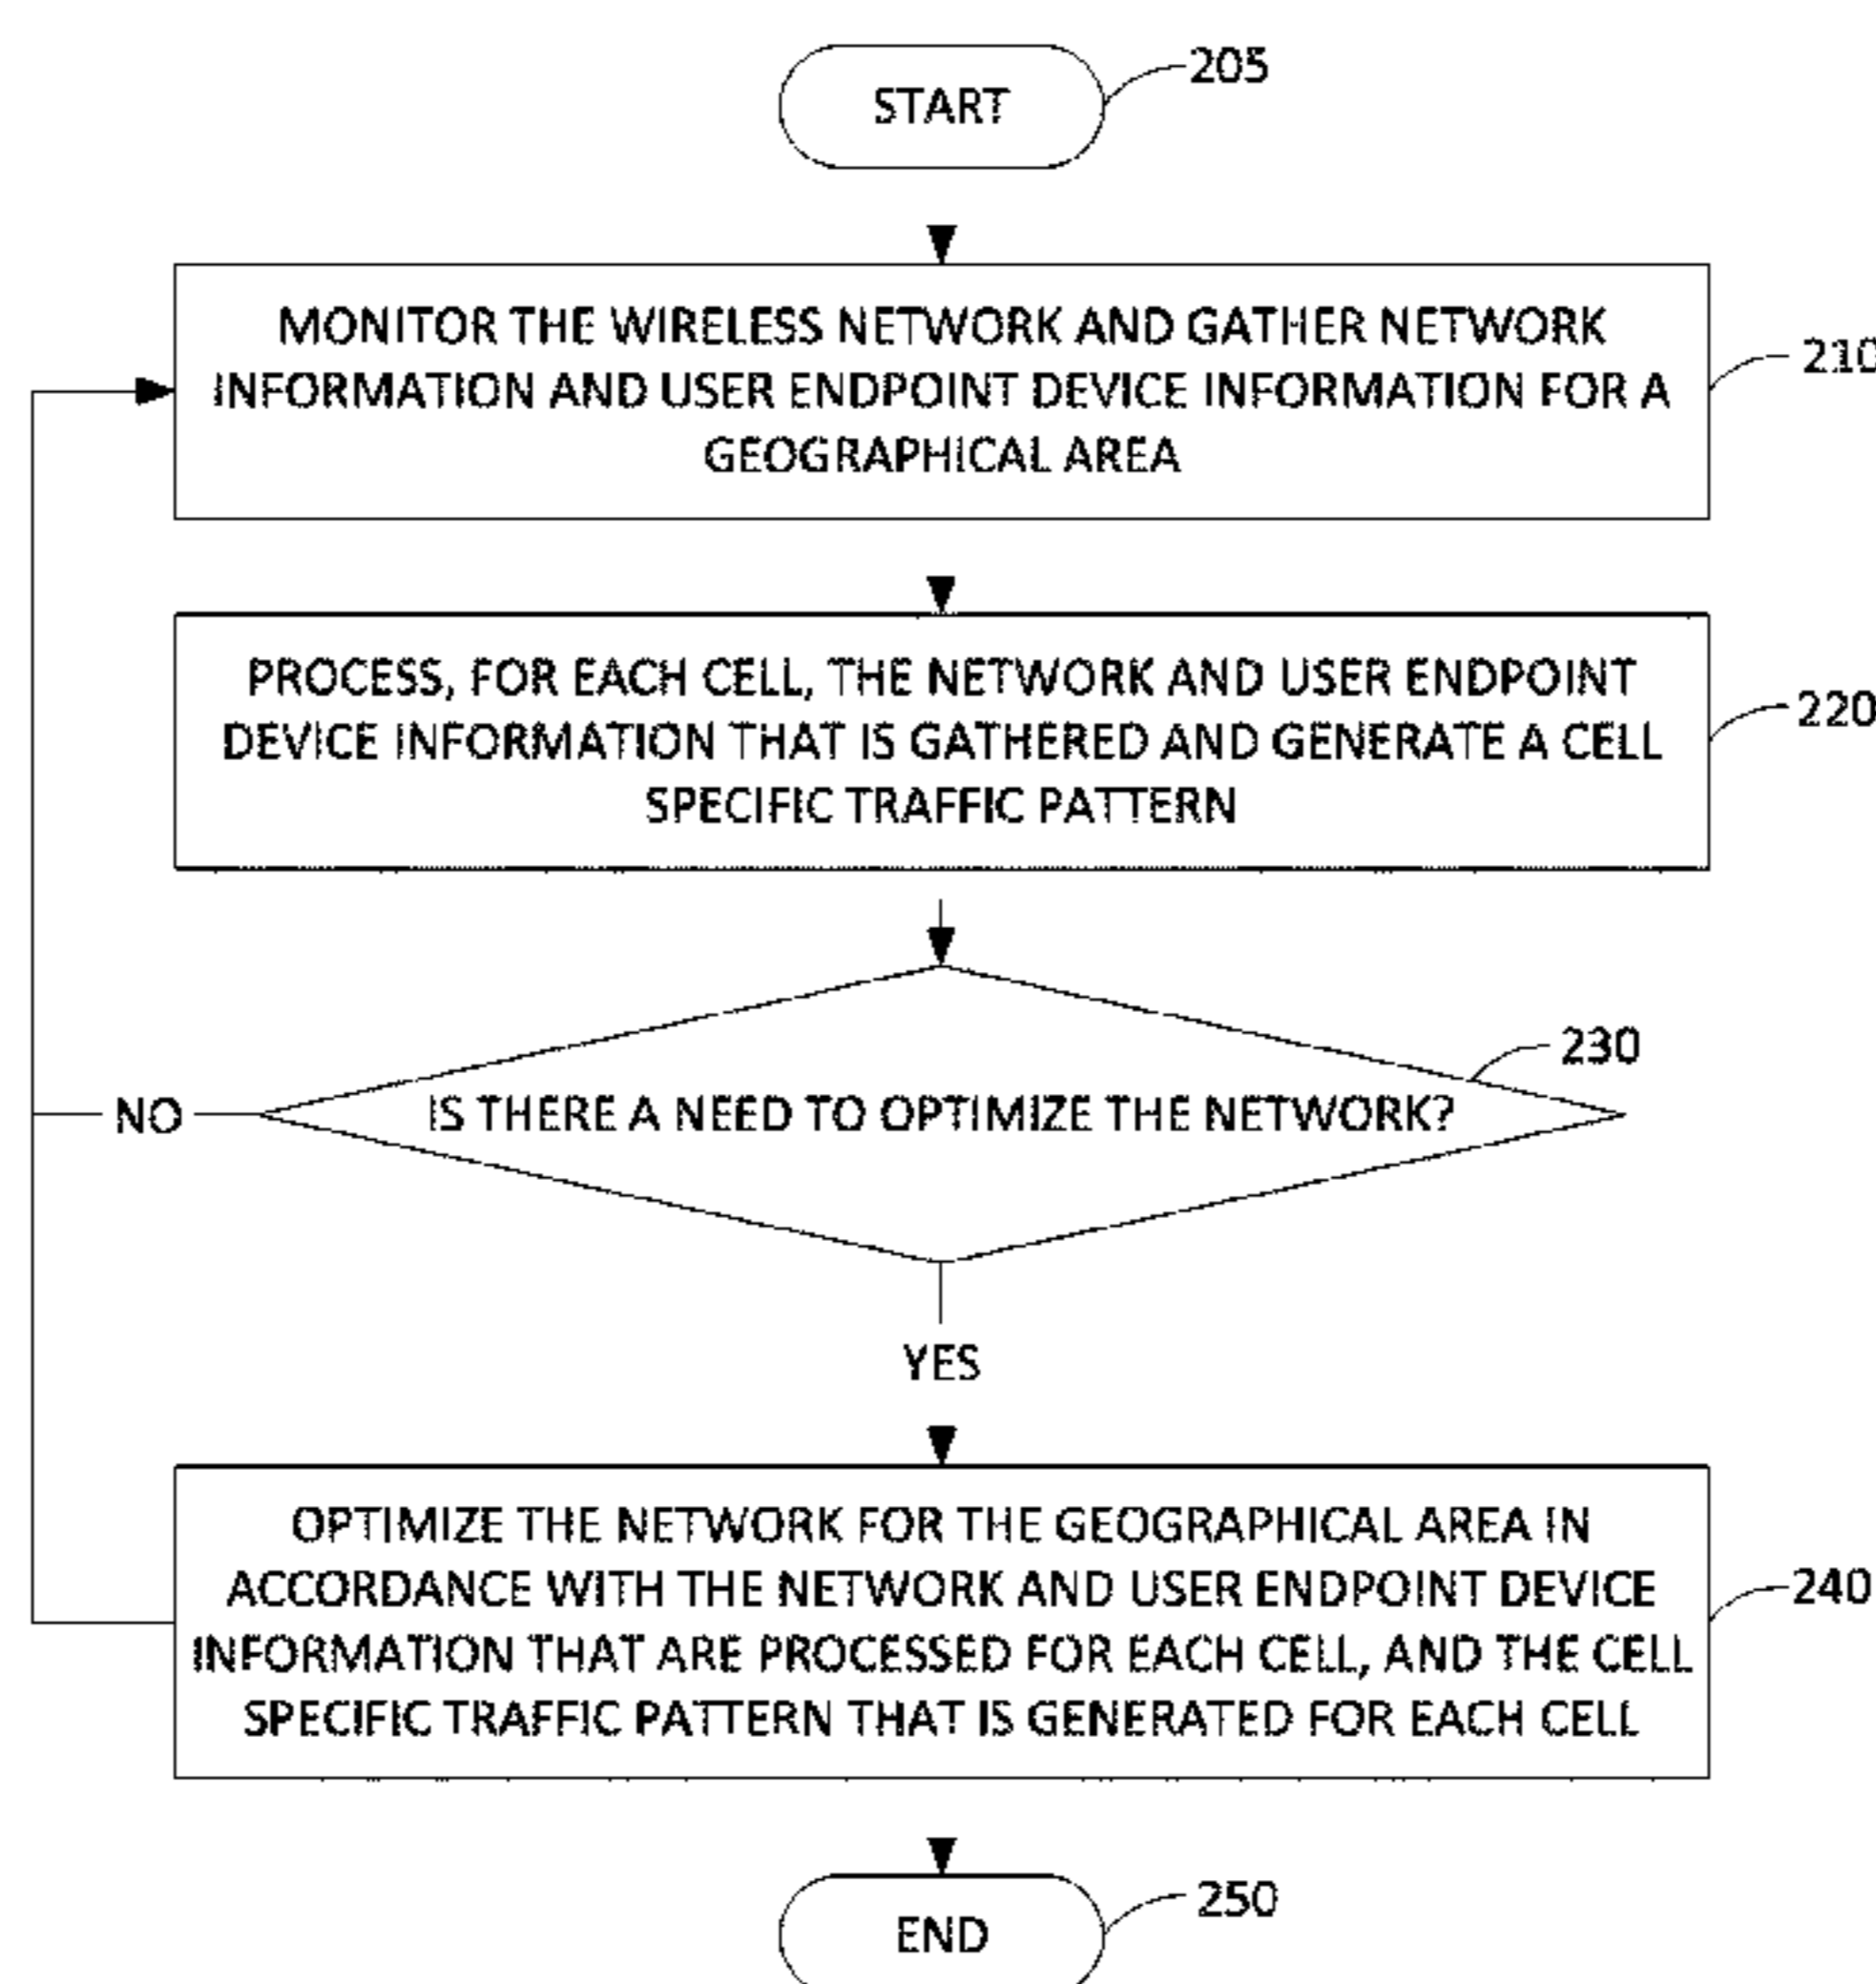 START
205
MONITOR THE WIRELESS NETWORK AND GATHER NETWORK
INFORMATION AND USER ENDPOINT DEVICE INFORMATION FOR A
GEOGRAPHICAL AREA
210
PROCESS, FOR EACH CELL, THE NETWORK AND USER ENDPOINT
DEVICE INFORMATION THAT IS GATHERED AND GENERATE A CELL
SPECIFIC TRAFFIC PATTERN
220
230
IS THERE A NEED TO OPTIMIZE THE NETWORK?
NO
YES
OPTIMIZE THE NETWORK FOR THE GEOGRAPHICAL AREA IN
ACCORDANCE WITH THE NETWORK AND USER ENDPOINT DEVICE
INFORMATION THAT ARE PROCESSED FOR EACH CELL, AND THE CELL
SPECIFIC TRAFFIC PATTERN THAT IS GENERATED FOR EACH CELL
240
END
250